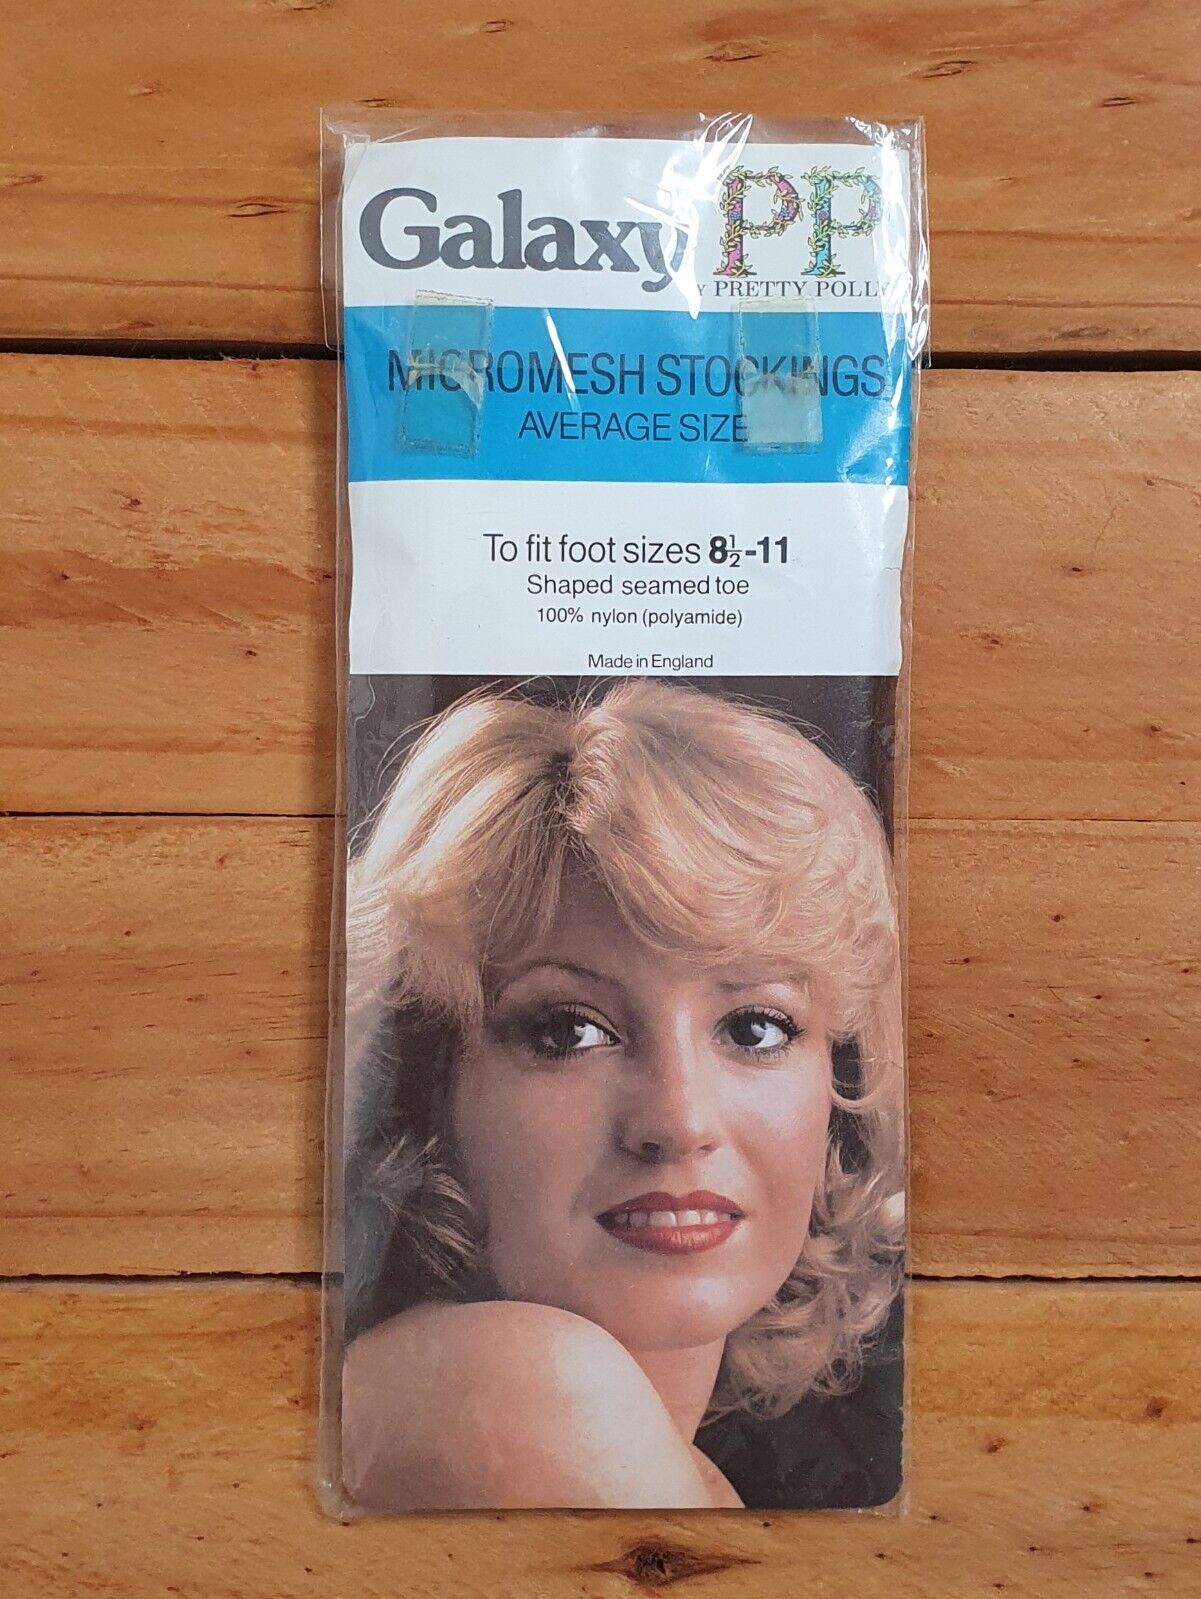 Galaxy PP
BY PRETTY POLLY
MICROMESH STOCKINGS
AVERAGE SIZE
To fit foot sizes 8½-11
Shaped seamed toe
100% nylon (polyamide)
Made in England